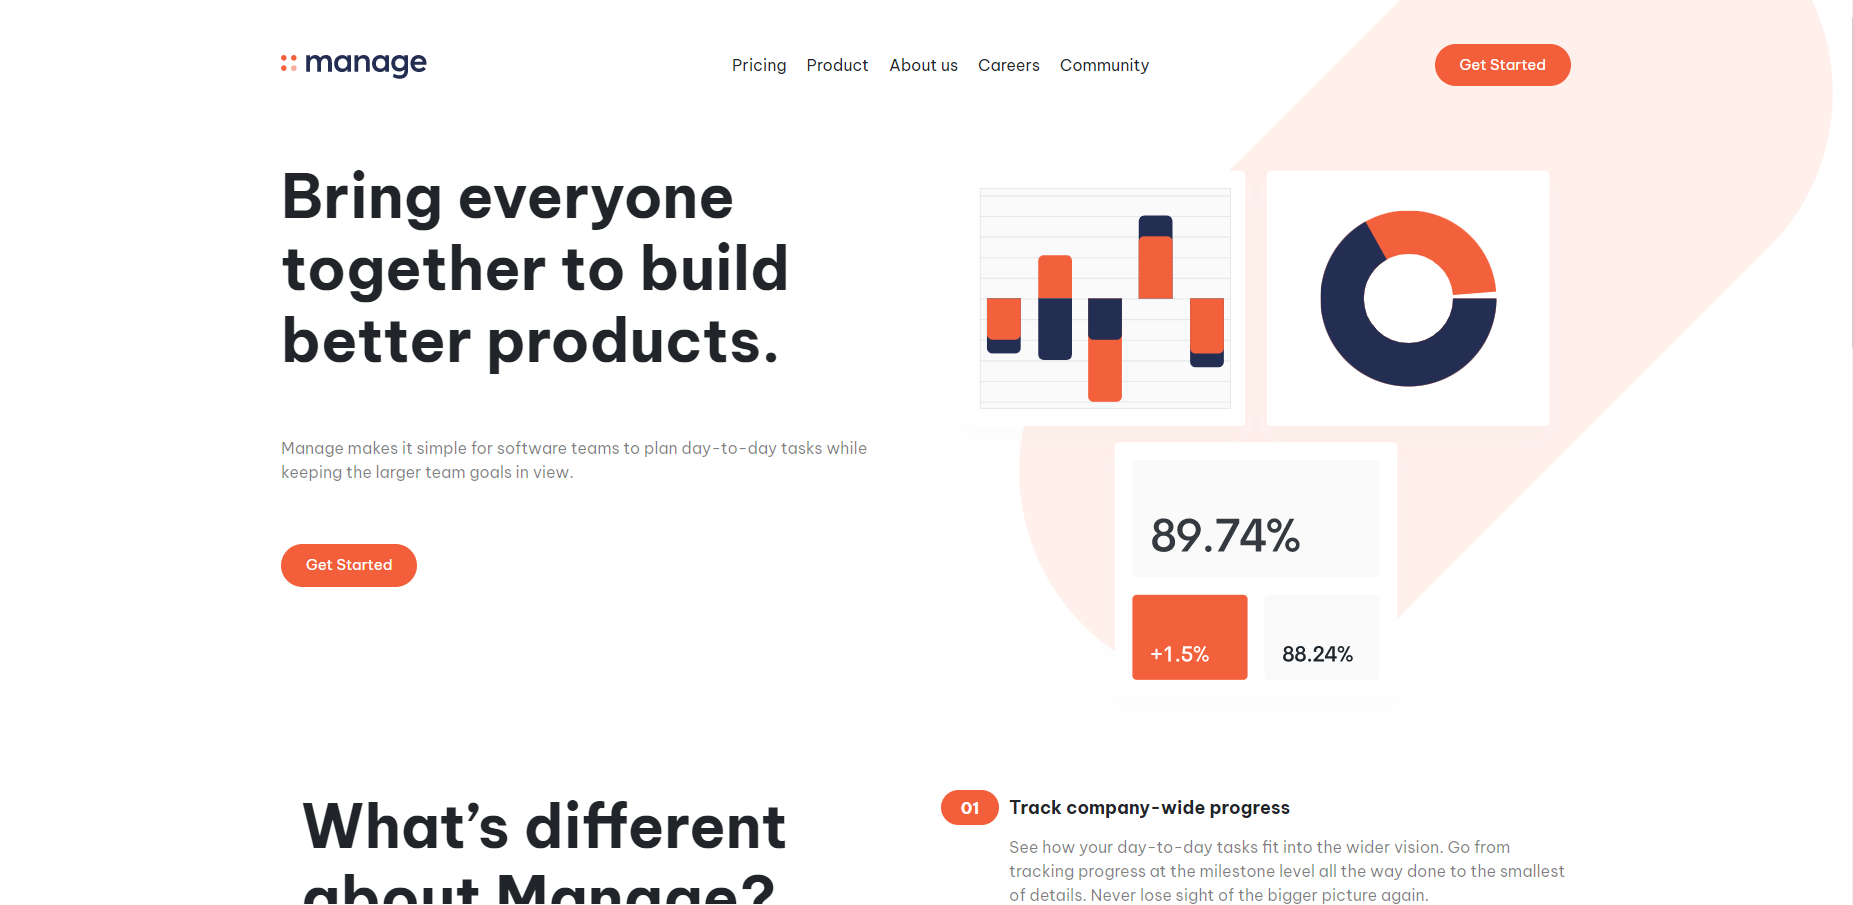 manage
Pricing Product About us Careers Community
Get Started
Bring everyone
together to build
better products.
Manage makes it simple for software teams to plan day-to-day tasks while
keeping the larger team goals in view.
Get Started
89.74%
+1.5%
88.24%
What’s different
about Manage?
01
Track company-wide progress
See how your day-to-day tasks fit into the wider vision. Go from
tracking progress at the milestone level all the way done to the smallest
of details. Never lose sight of the bigger picture again.